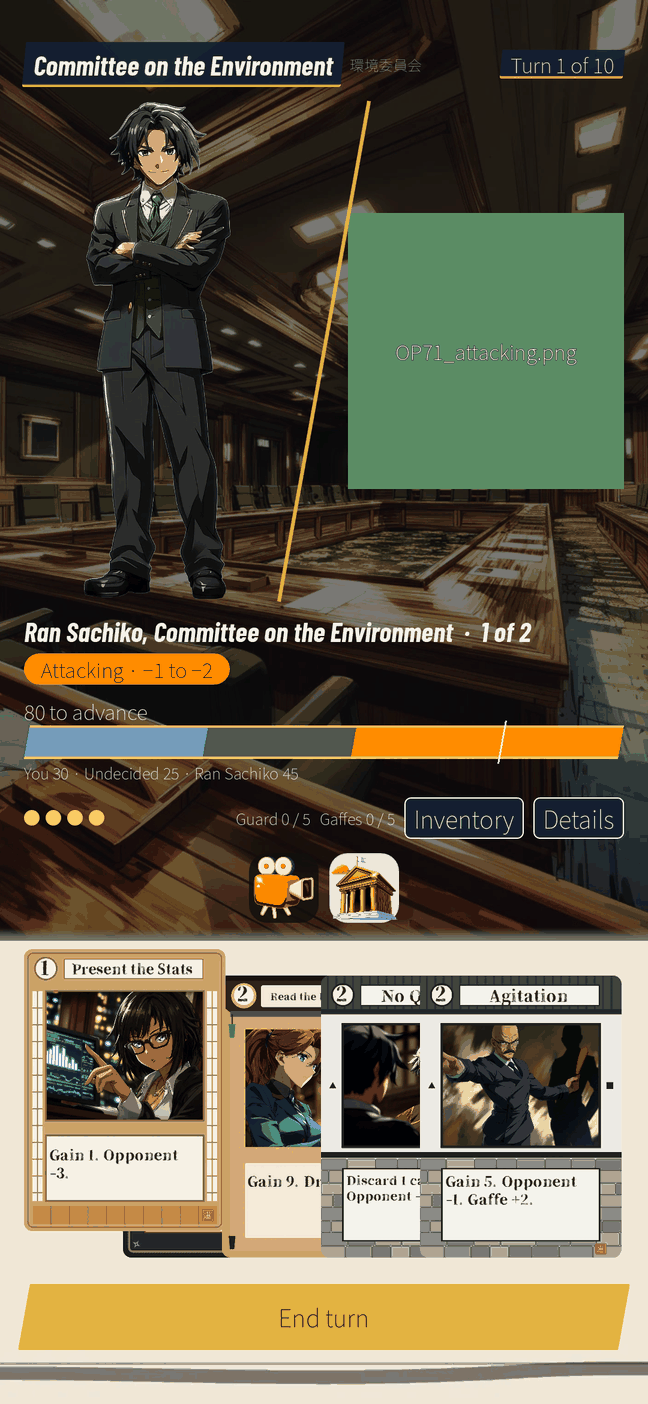 Committee on the Environment
環境委員会
Turn 1 of 10
OP71_attacking.png
Ran Sachiko, Committee on the Environment · 1 of 2
Attacking · −1 to −2
80 to advance
You 30 · Undecided 25 · Ran Sachiko 45
Guard 0 / 5 Gaffes 0 / 5
Inventory
Details
1 Present the Stats
Gain 1. Opponent
-3.
2 Read the
Gain 9.
2 No
Discard 1
Opponent
2 Agitation
Gain 5. Opponent
-1. Gaffe +2.
End turn